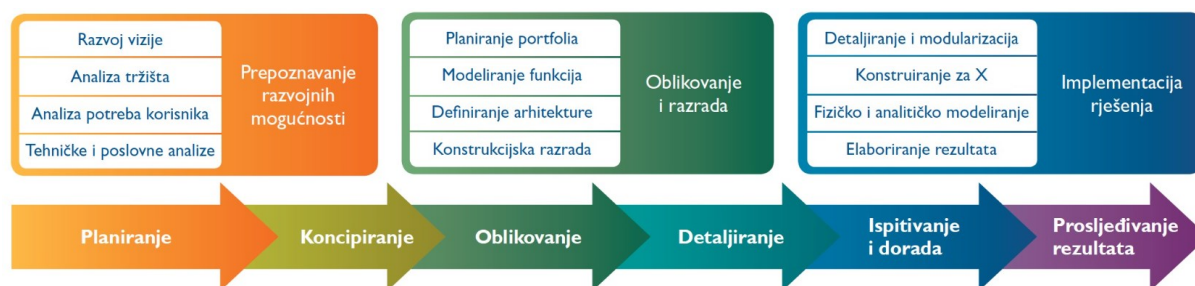 Razvoj vizije
Analiza tržišta
Analiza potreba korisnika
Tehničke i poslovne analize
Prepoznavanje
razvojnih
mogućnosti
Planiranje portfolia
Modeliranje funkcija
Definiranje arhitekture
Konstrukcijska razrada
Oblikovanje
i razrada
Detaljiranje i modularizacija
Konstruiranje za X
Fizičko i analitičko modeliranje
Elaboriranje rezultata
Implementacija
rješenja
Planiranje
Koncipiranje
Oblikovanje
Detaljiranje
Ispitivanje
i dorada
Prosljeđivanje
rezultata